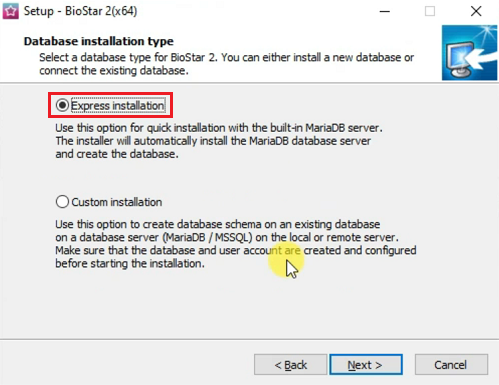 Setup - BioStar 2(x64)
Database installation type
Select a database type for BioStar 2. You can either install a new database or
connect the existing database.
Express installation
Use this option for quick installation with the built-in MariaDB server.
The installer will automatically install the MariaDB database server
and create the database.
Custom installation
Use this option to create database schema on an existing database
on a database server (MariaDB / MSSQL) on the local or remote server.
Make sure that the database and user account are created and configured
before starting the installation.
< Back
Next >
Cancel